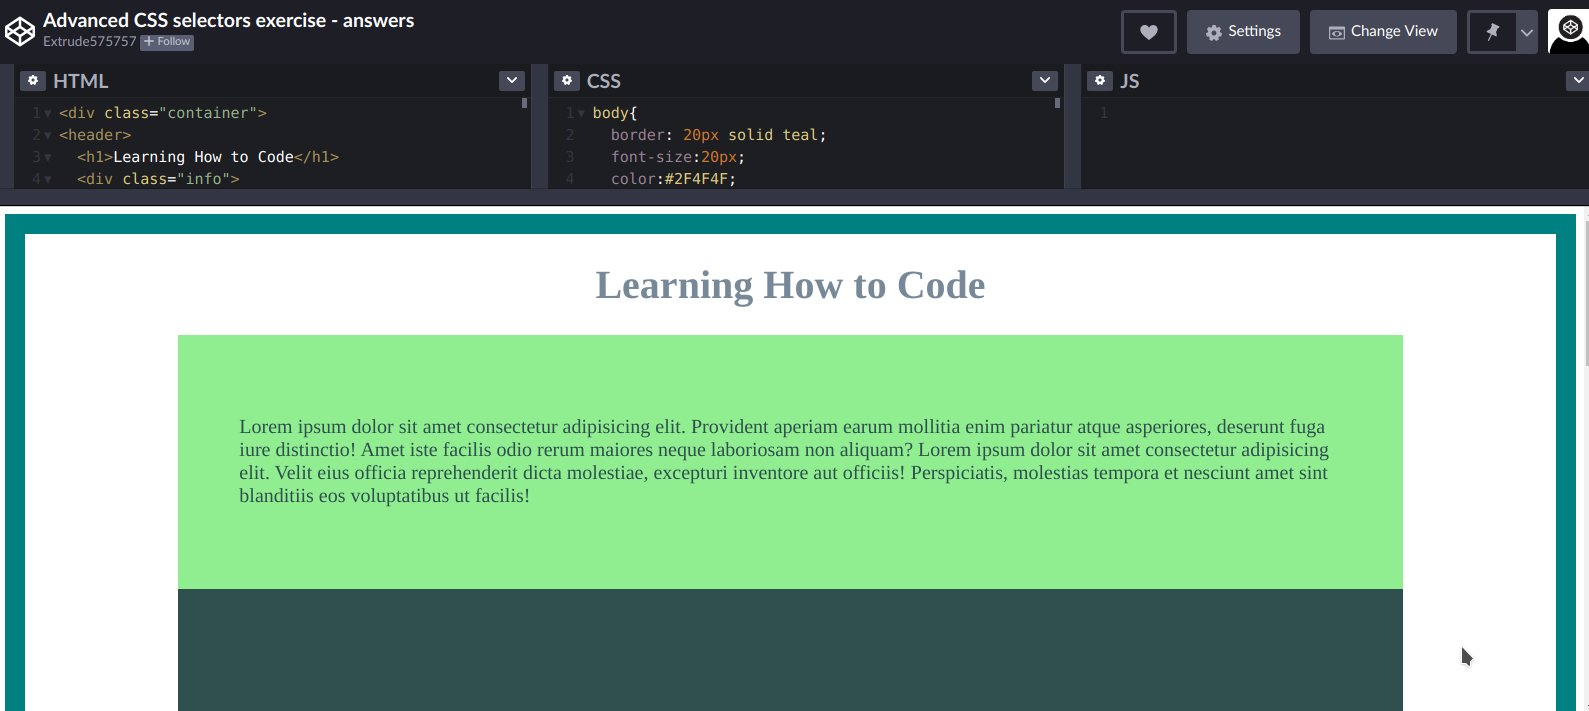 Advanced CSS selectors exercise - answers
Extrude575757 + Follow
Settings
Change View
HTML
1 <div class="container">
2 <header>
3 <h1>Learning How to Code</h1>
4 <div class="info">
CSS
1 body{
2 border: 20px solid teal;
3 font-size:20px;
4 color:#2F4F4F;
JS
1
Learning How to Code
Lorem ipsum dolor sit amet consectetur adipisicing elit. Provident aperiam earum mollitia enim pariatur atque asperiores, deserunt fuga
iure distinctio! Amet iste facilis odio rerum maiores neque laboriosam non aliquam? Lorem ipsum dolor sit amet consectetur adipisicing
elit. Velit eius officia reprehenderit dicta molestiae, excepturi inventore aut officiis! Perspiciatis, molestias tempora et nesciunt amet sint
blanditiis eos voluptatibus ut facilis!